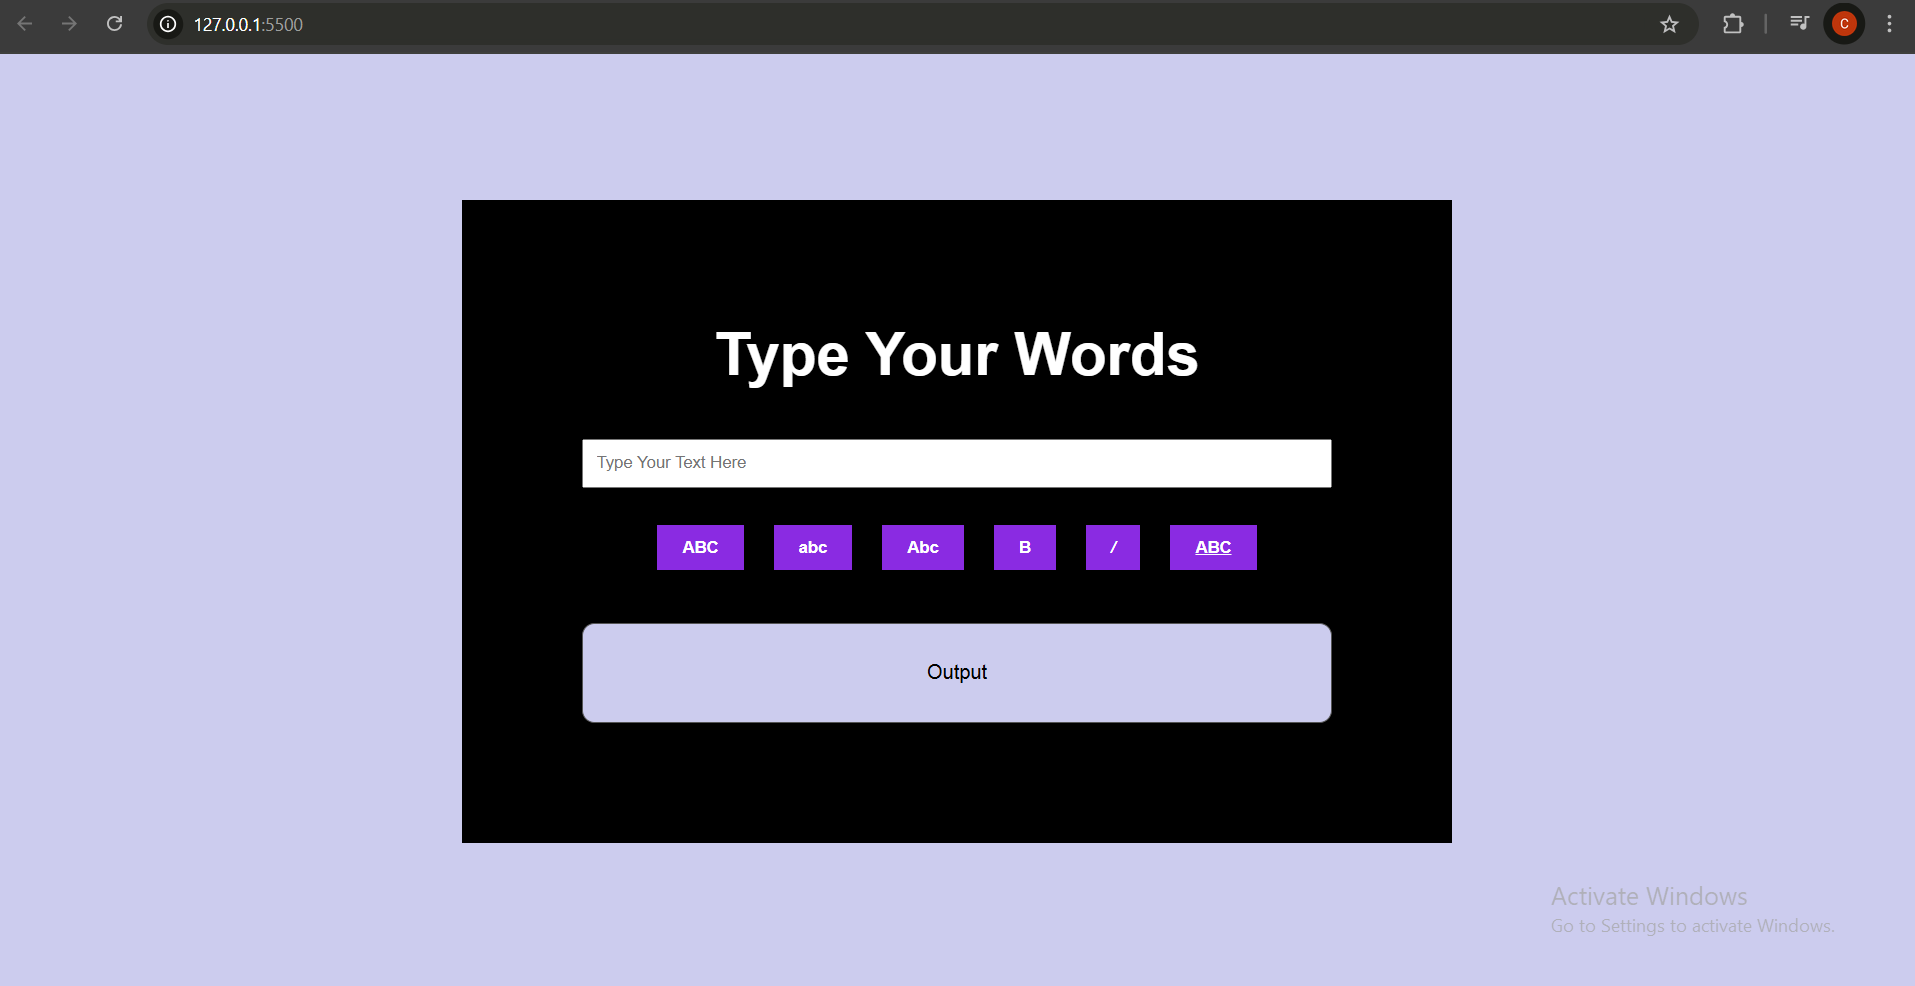 127.0.0.1:5500
C
Type Your Words
Type Your Text Here
ABC abc Abc B / ABC
Output
Activate Windows
Go to Settings to activate Windows.